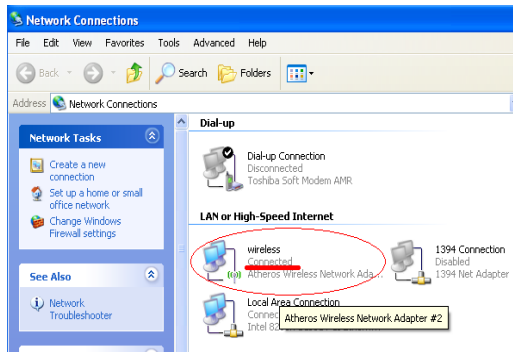 Network Connections
File Edit View Favorites Tools Advanced Help
Back Search Folders
Address Network Connections
Network Tasks
Create a new
connection
Set up a home or small
office network
Change Windows
Firewall settings
See Also
Network
Troubleshooter
Dial-up
Dial-up Connection
Disconnected
Toshiba Soft Modem AMR
LAN or High-Speed Internet
wireless
Connected
Atheros Wireless Network Ada...
1394 Connection
Disabled
1394 Net Adapter
Local Area Connection
Connec
Intel 82
Atheros Wireless Network Adapter #2